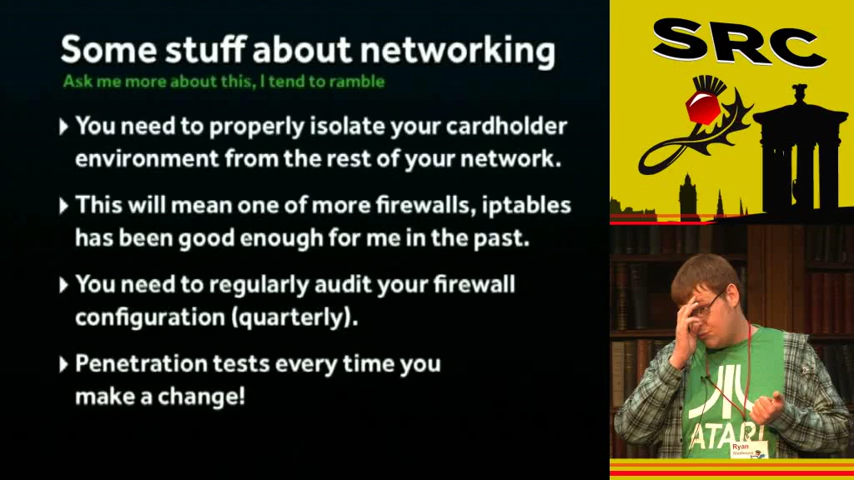 Some stuff about networking
Ask me more about this, I tend to ramble
You need to properly isolate your cardholder
environment from the rest of your network.
This will mean one of more firewalls, iptables
has been good enough for me in the past.
You need to regularly audit your firewall
configuration (quarterly).
Penetration tests every time you
make a change!
SRC
ATARI
Ryan